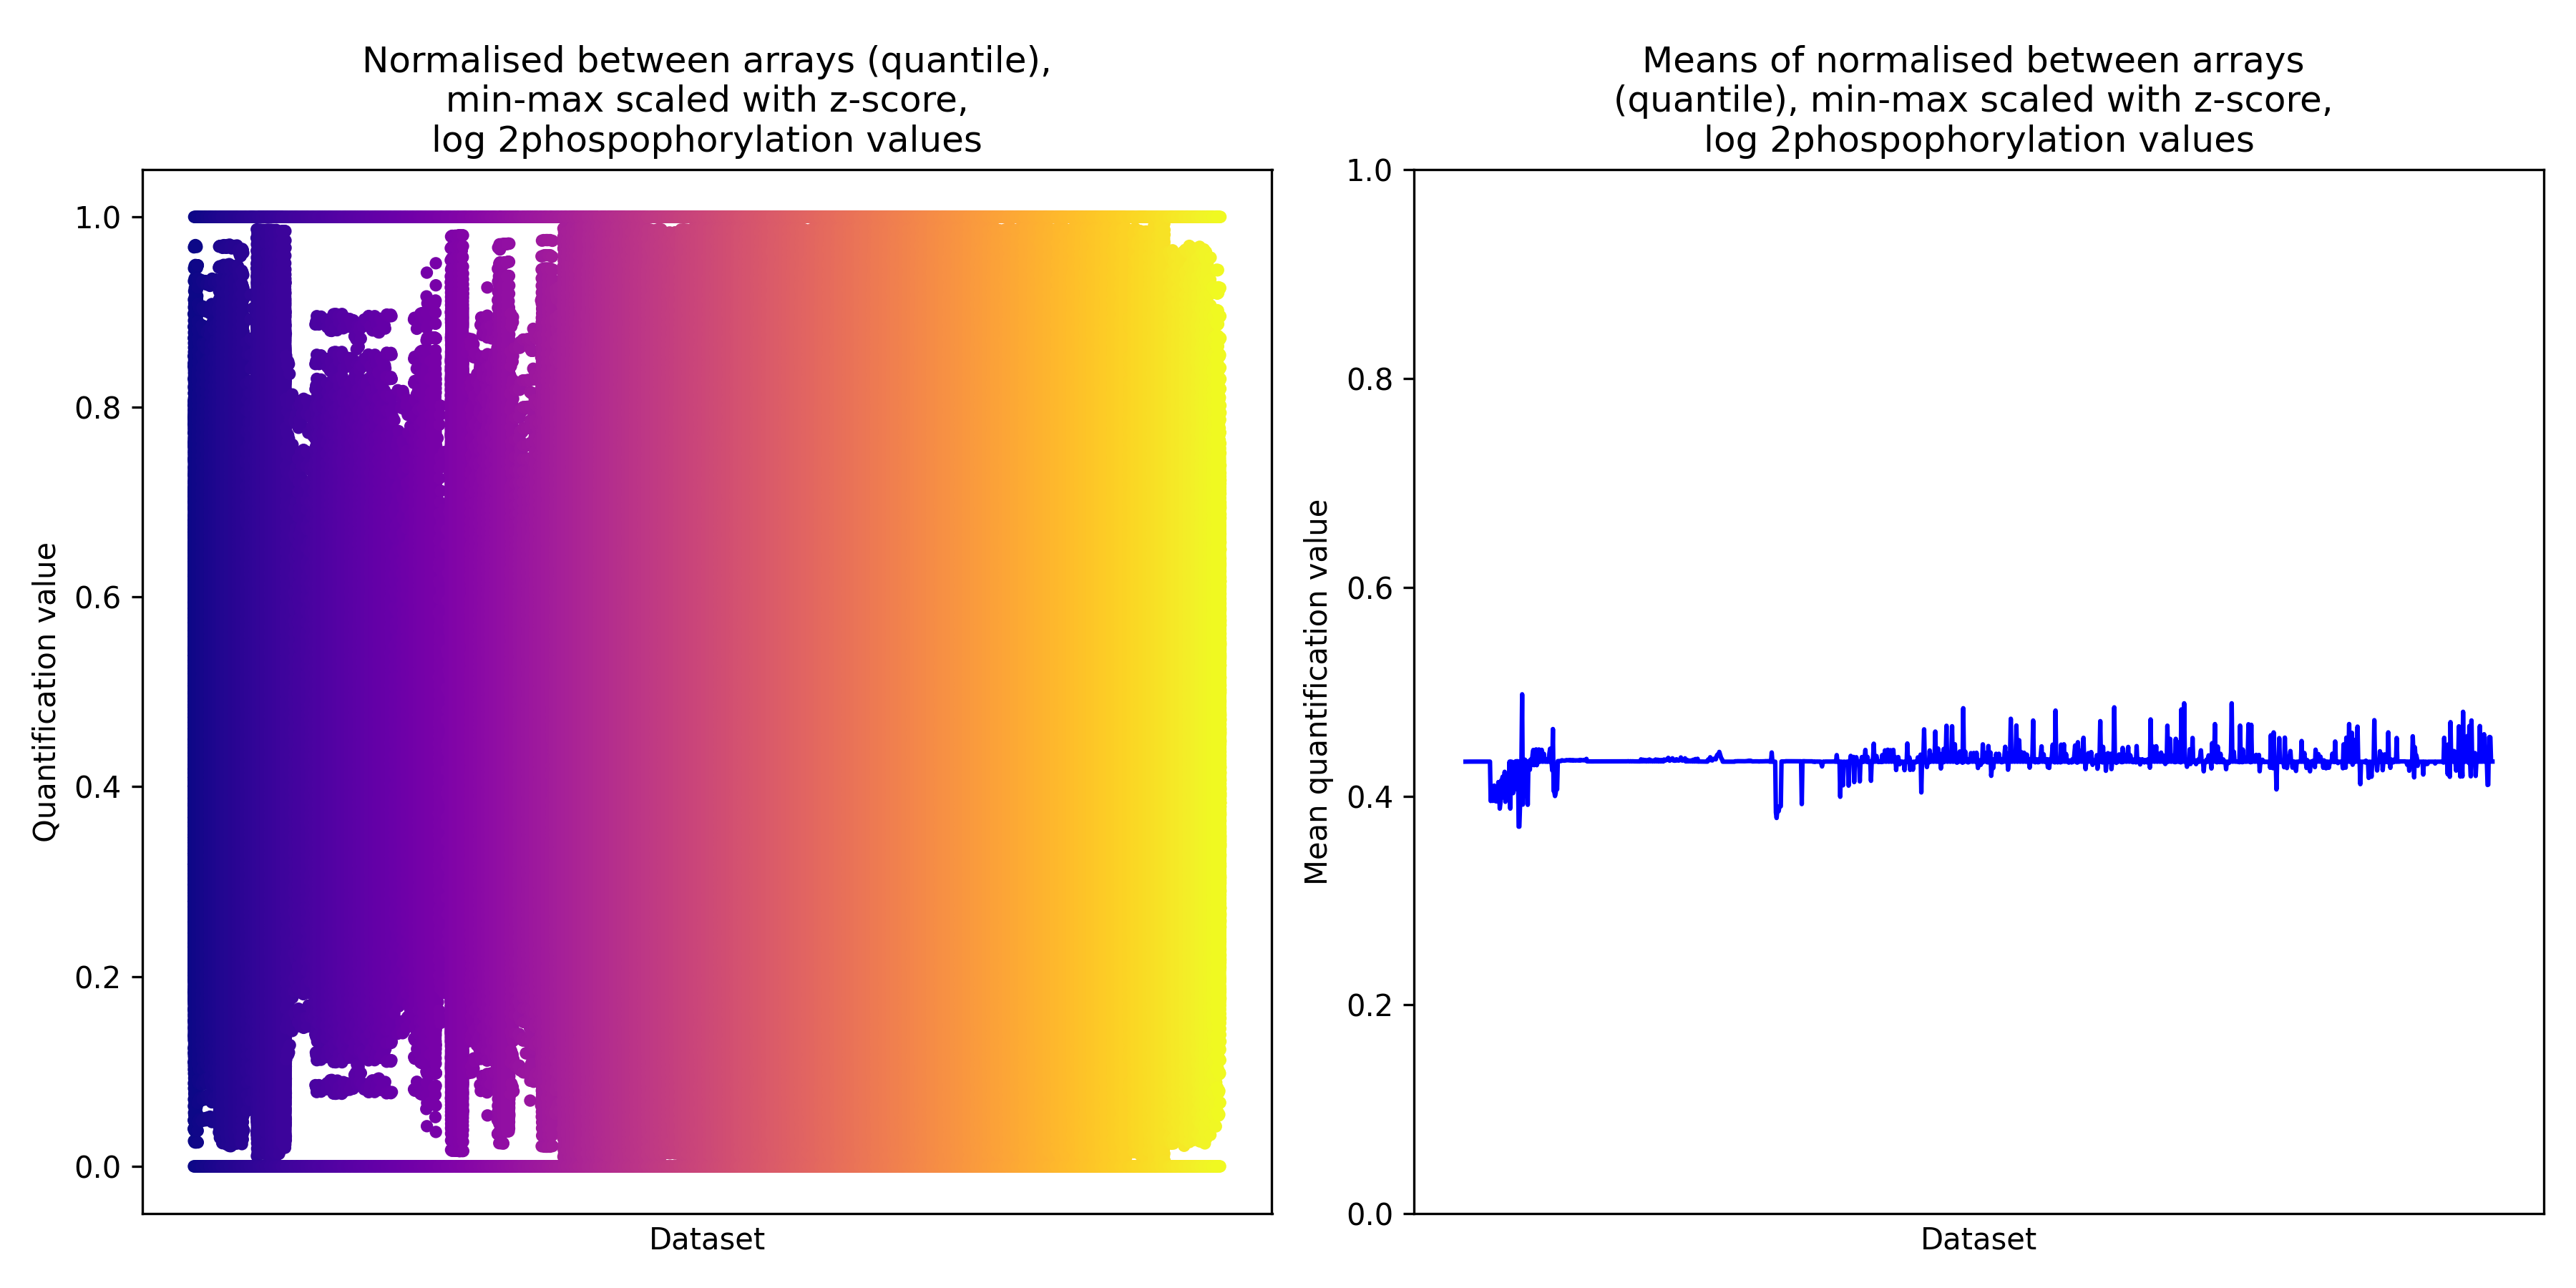 Normalised between arrays (quantile),
min-max scaled with z-score,
log 2phospophorylation values
Quantification value
1.0
0.8
0.6
0.4
0.2
0.0
Dataset
Means of normalised between arrays
(quantile), min-max scaled with z-score,
log 2phospophorylation values
Mean quantification value
1.0
0.8
0.6
0.4
0.2
0.0
Dataset